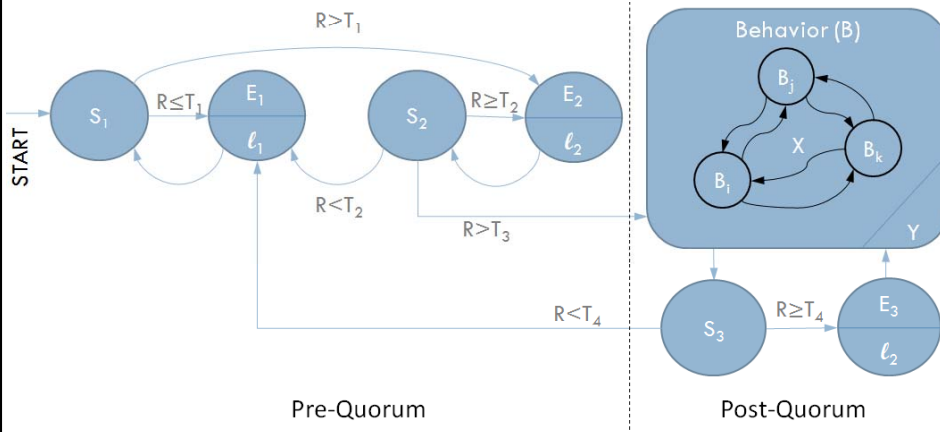 START
S₁
R>T₁
R≤T₁
E₁
ℓ₁
S₂
R≥T₂
E₂
ℓ₂
R<T₂
R>T₃
Behavior (B)
Bⱼ
X
Bᵢ
Bₖ
Y
R<T₄
S₃
R≥T₄
E₃
ℓ₂
Pre-Quorum
Post-Quorum